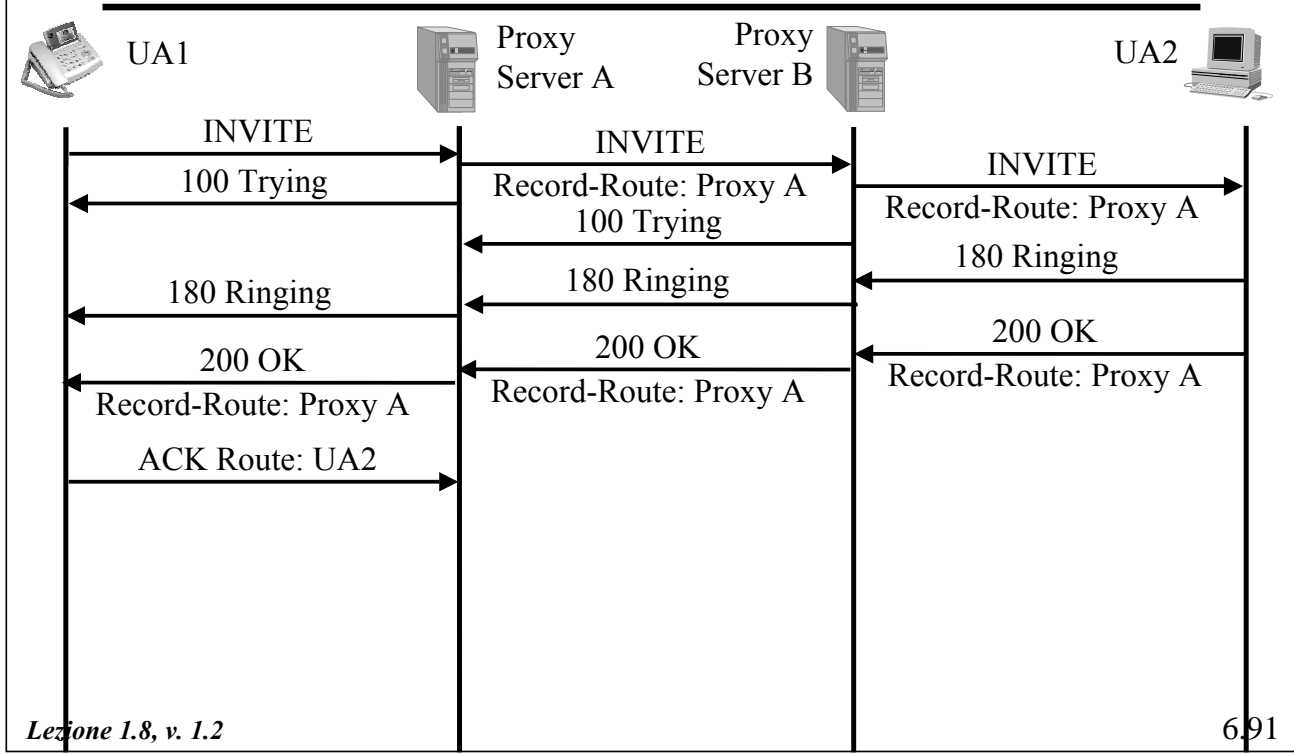 UA1
Proxy
Server A
Proxy
Server B
UA2
INVITE
INVITE
INVITE
100 Trying
Record-Route: Proxy A
Record-Route: Proxy A
100 Trying
180 Ringing
180 Ringing
180 Ringing
200 OK
200 OK
200 OK
Record-Route: Proxy A
Record-Route: Proxy A
Record-Route: Proxy A
ACK Route: UA2
Lezione 1.8, v. 1.2
6.91